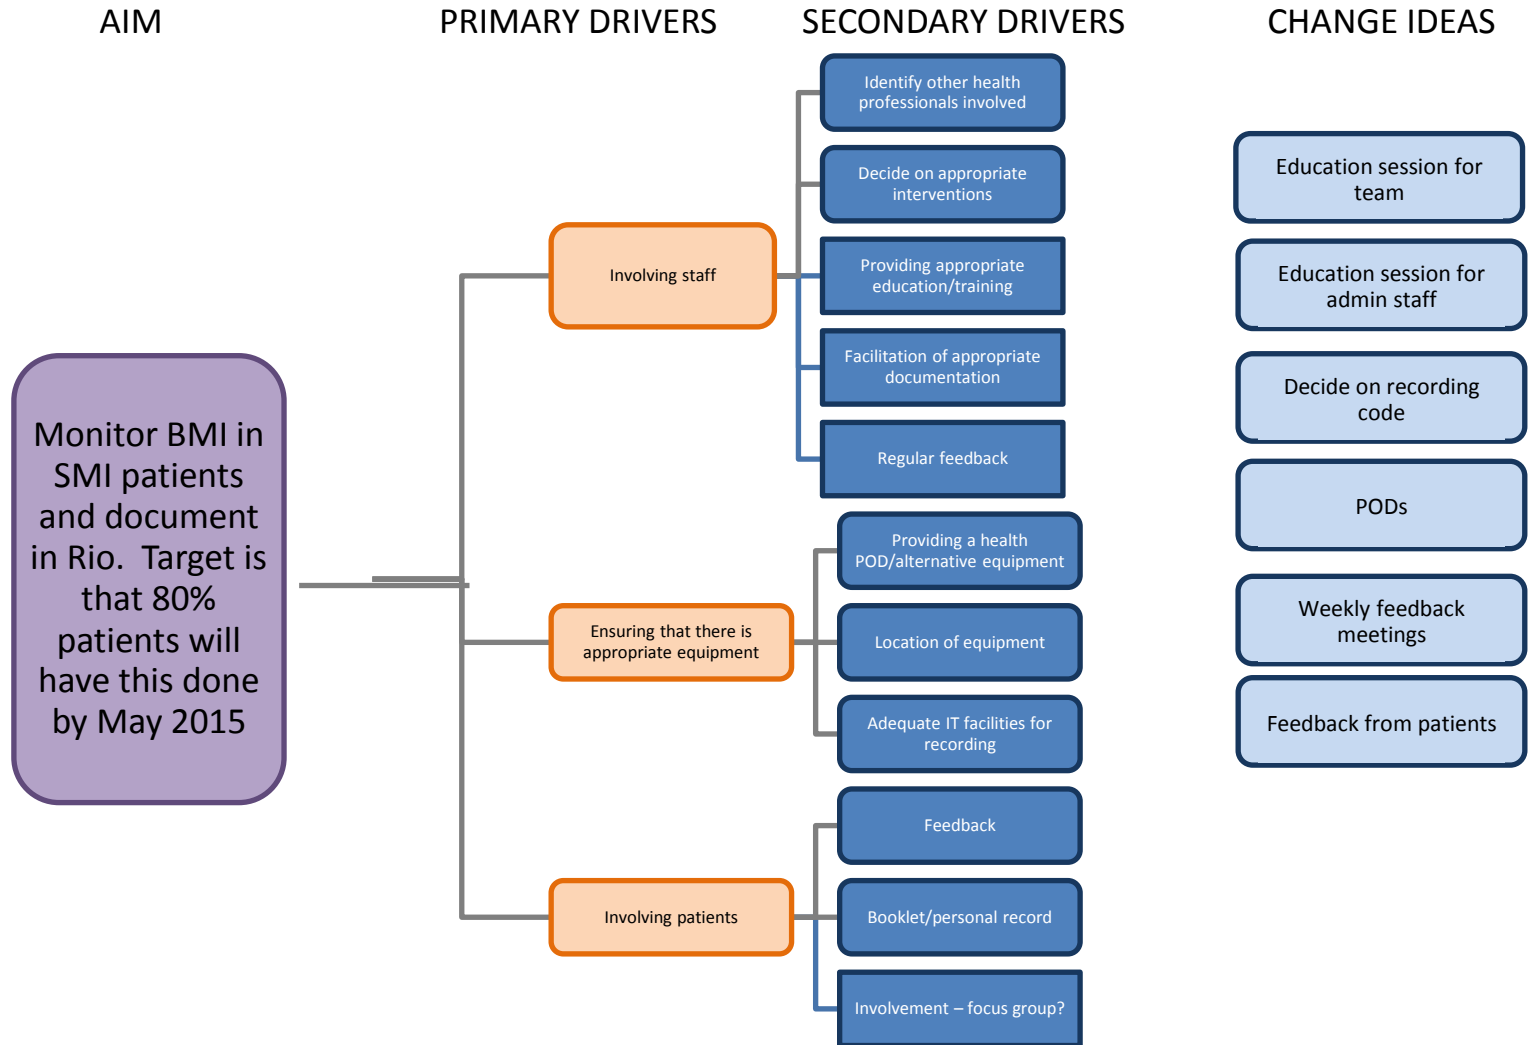 AIM
PRIMARY DRIVERS
SECONDARY DRIVERS
CHANGE IDEAS
Monitor BMI in
SMI patients
and document
in Rio.  Target is
that 80%
patients will
have this done
by May 2015
Involving staff
Ensuring that there is
appropriate equipment
Involving patients
Identify other health
professionals involved
Decide on appropriate
interventions
Providing appropriate
education/training
Facilitation of appropriate
documentation
Regular feedback
Providing a health
POD/alternative equipment
Location of equipment
Adequate IT facilities for
recording
Feedback
Booklet/personal record
Involvement – focus group?
Education session for
team
Education session for
admin staff
Decide on recording
code
PODs
Weekly feedback
meetings
Feedback from patients